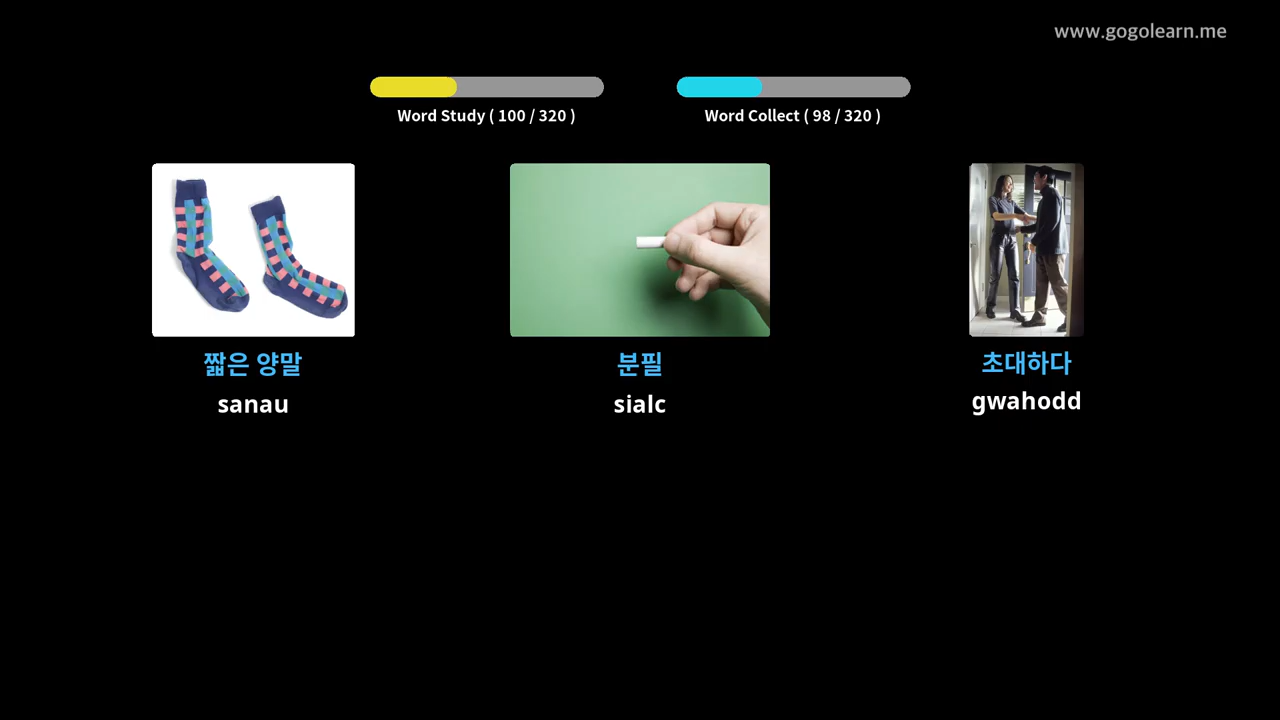 www.gogolearn.me
Word Study ( 100 / 320 )
Word Collect ( 98 / 320 )
짧은 양말
sanau
분필
sialc
초대하다
gwahodd